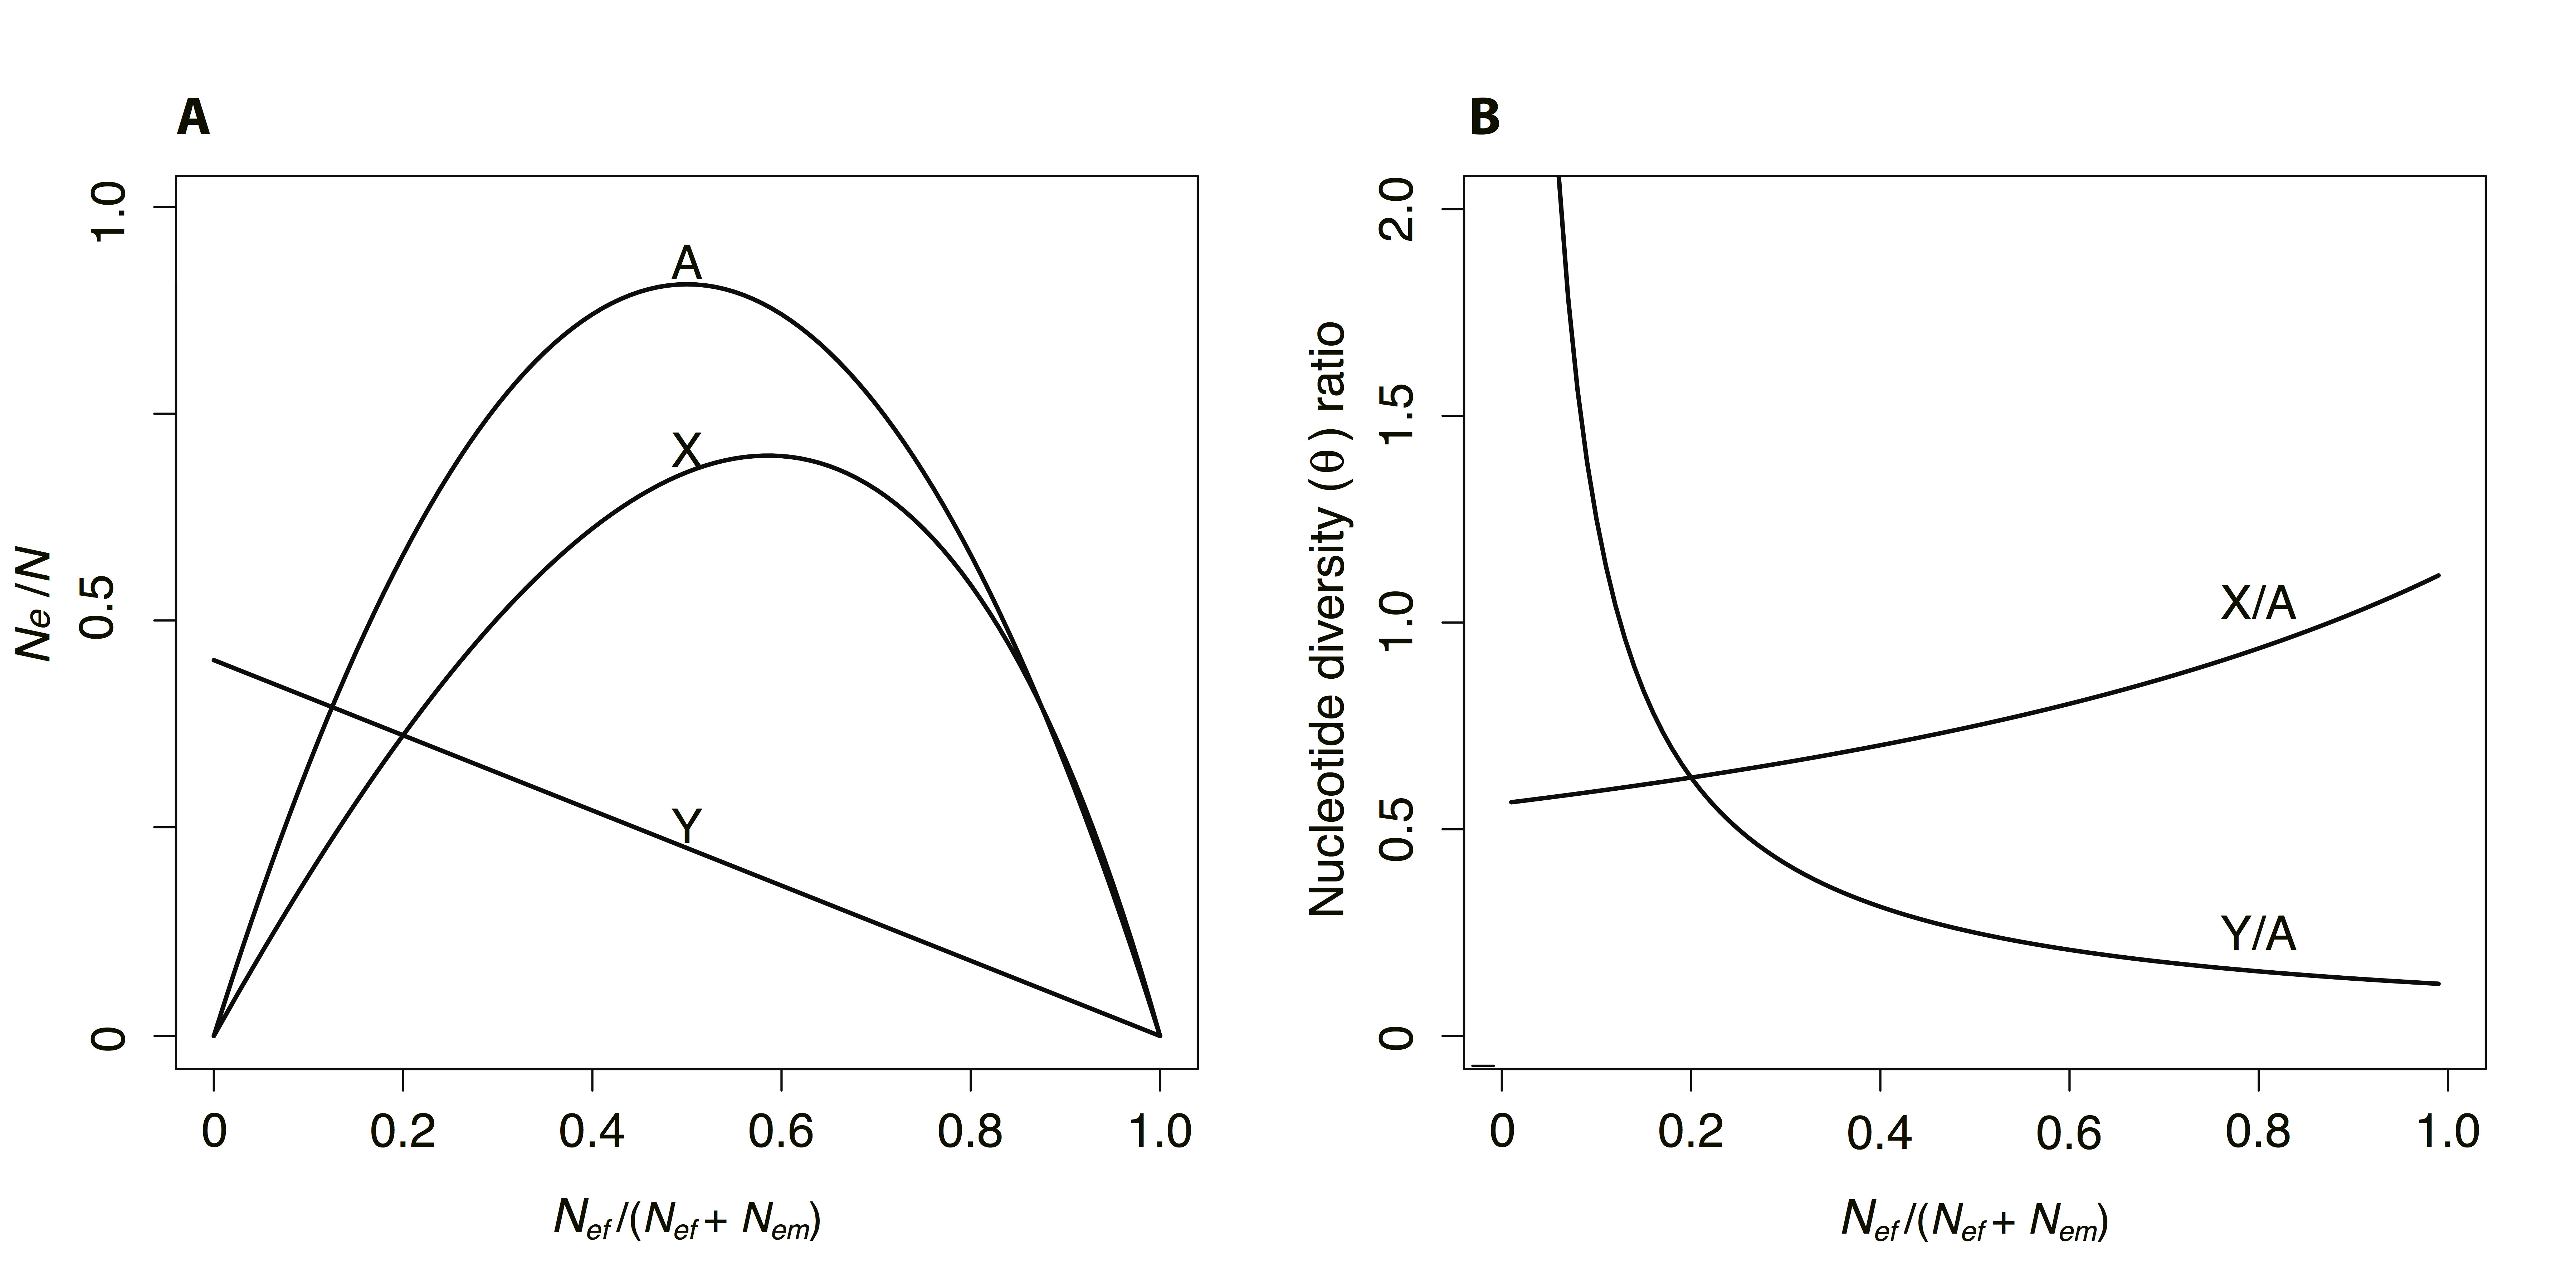 A
Ne /N
1.0
0.5
0
A
X
Y
0 0.2 0.4 0.6 0.8 1.0
Nef /(Nef + Nem)
B
Nucleotide diversity (θ) ratio
2.0
1.5
1.0
0.5
0
X/A
Y/A
0 0.2 0.4 0.6 0.8 1.0
Nef /(Nef + Nem)